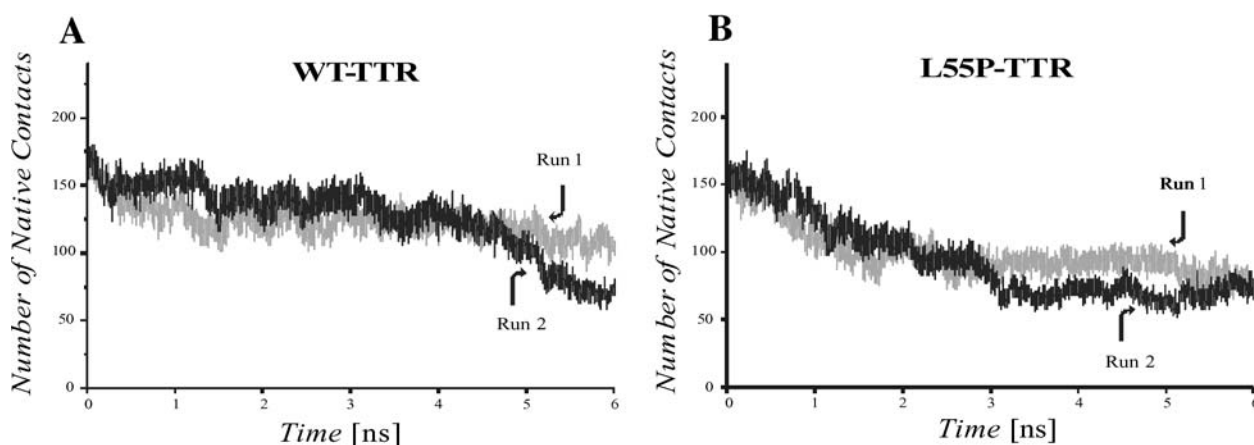 A
WT-TTR
Number of Native Contacts
200
150
100
50
0
Run 1
Run 2
0 1 2 3 4 5 6
Time [ns]
B
L55P-TTR
Number of Native Contacts
200
150
100
50
0
Run 1
Run 2
0 1 2 3 4 5 6
Time [ns]